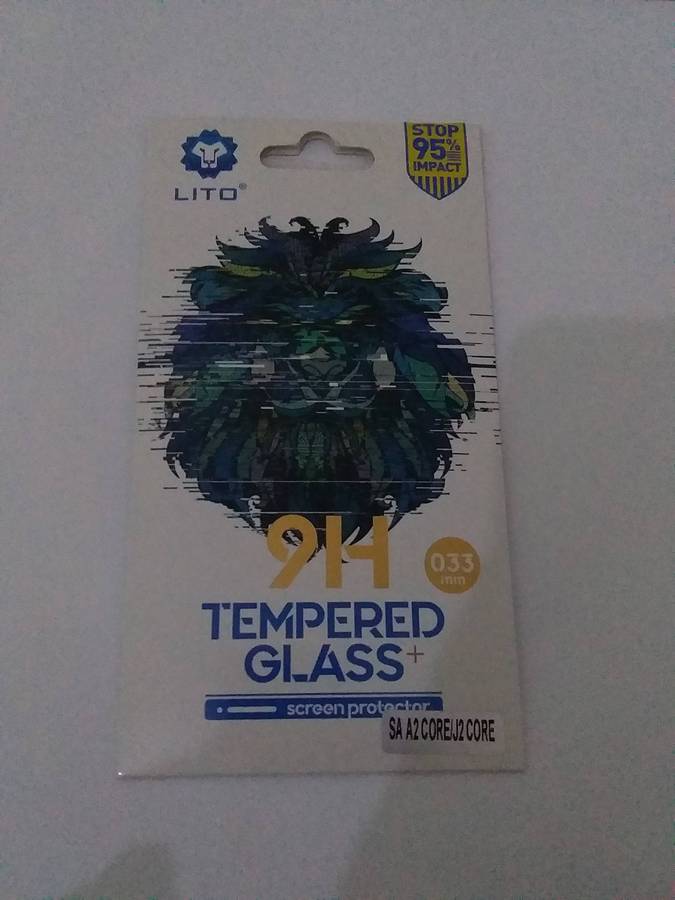 LITO®
STOP
95%
IMPACT
9H
033
mm
TEMPERED
GLASS+
screen protector
SA A2 CORE/J2 CORE